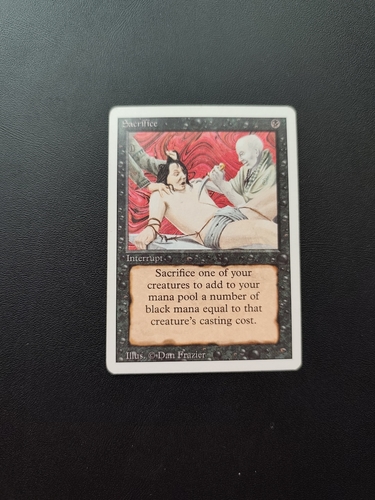 Sacrifice
Interrupt
Sacrifice one of your
creatures to add to your
mana pool a number of
black mana equal to that
creature's casting cost.
Illus. © Dan Frazier